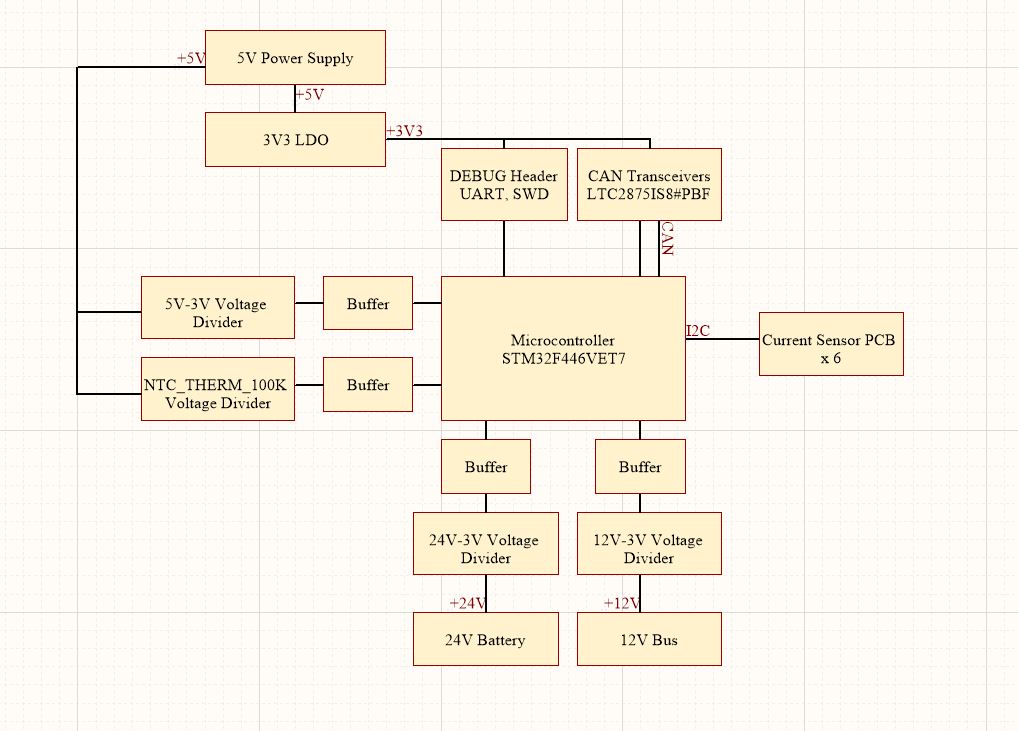 +5V
5V Power Supply
+5V
3V3 LDO
+3V3
DEBUG Header
UART, SWD
CAN Transceivers
LTC2875IS8#PBF
CAN
5V-3V Voltage
Divider
Buffer
Microcontroller
STM32F446VET7
I2C
Current Sensor PCB
x 6
NTC_THERM_100K
Voltage Divider
Buffer
Buffer
Buffer
24V-3V Voltage
Divider
12V-3V Voltage
Divider
+24V
+12V
24V Battery
12V Bus